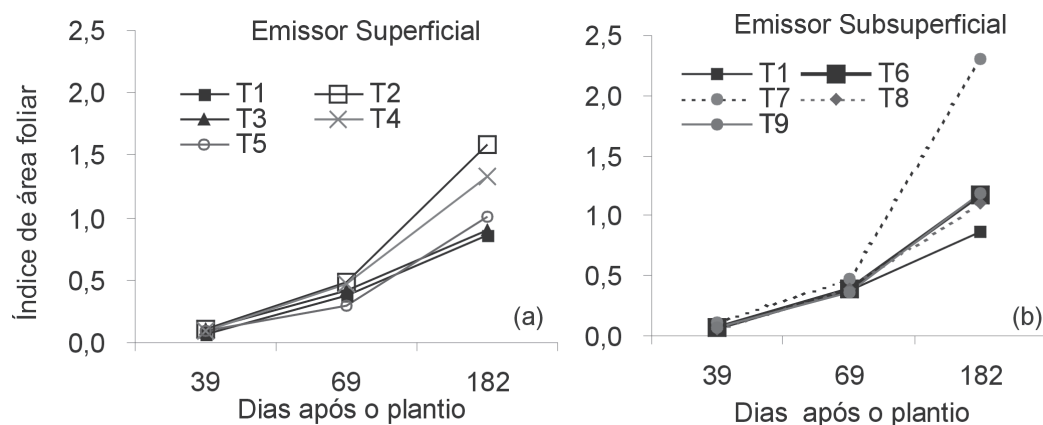 Emissor Superficial
Índice de área foliar
2,5
2,0
1,5
1,0
0,5
0,0
T1 T2
T3 T4
T5
(a)
39 69 182
Dias após o plantio
Emissor Subsuperficial
2,5
2,0
1,5
1,0
0,5
0,0
T1 T6
T7 T8
T9
(b)
39 69 182
Dias após o plantio